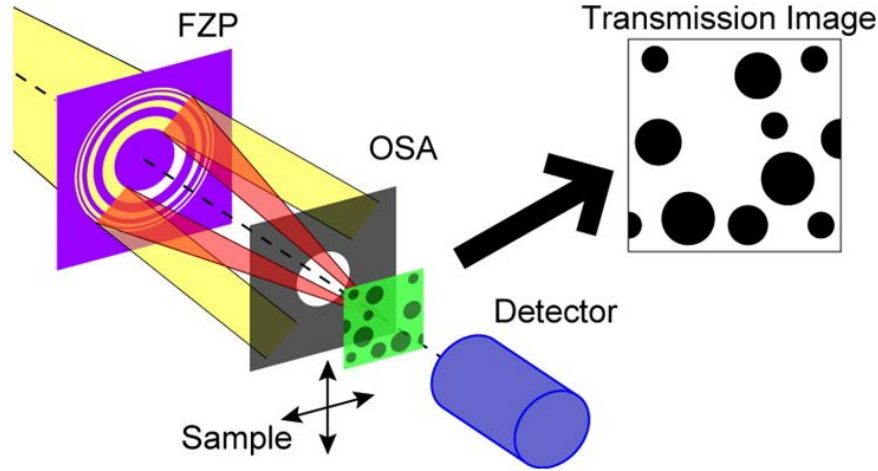 FZP
Transmission Image
OSA
Detector
Sample